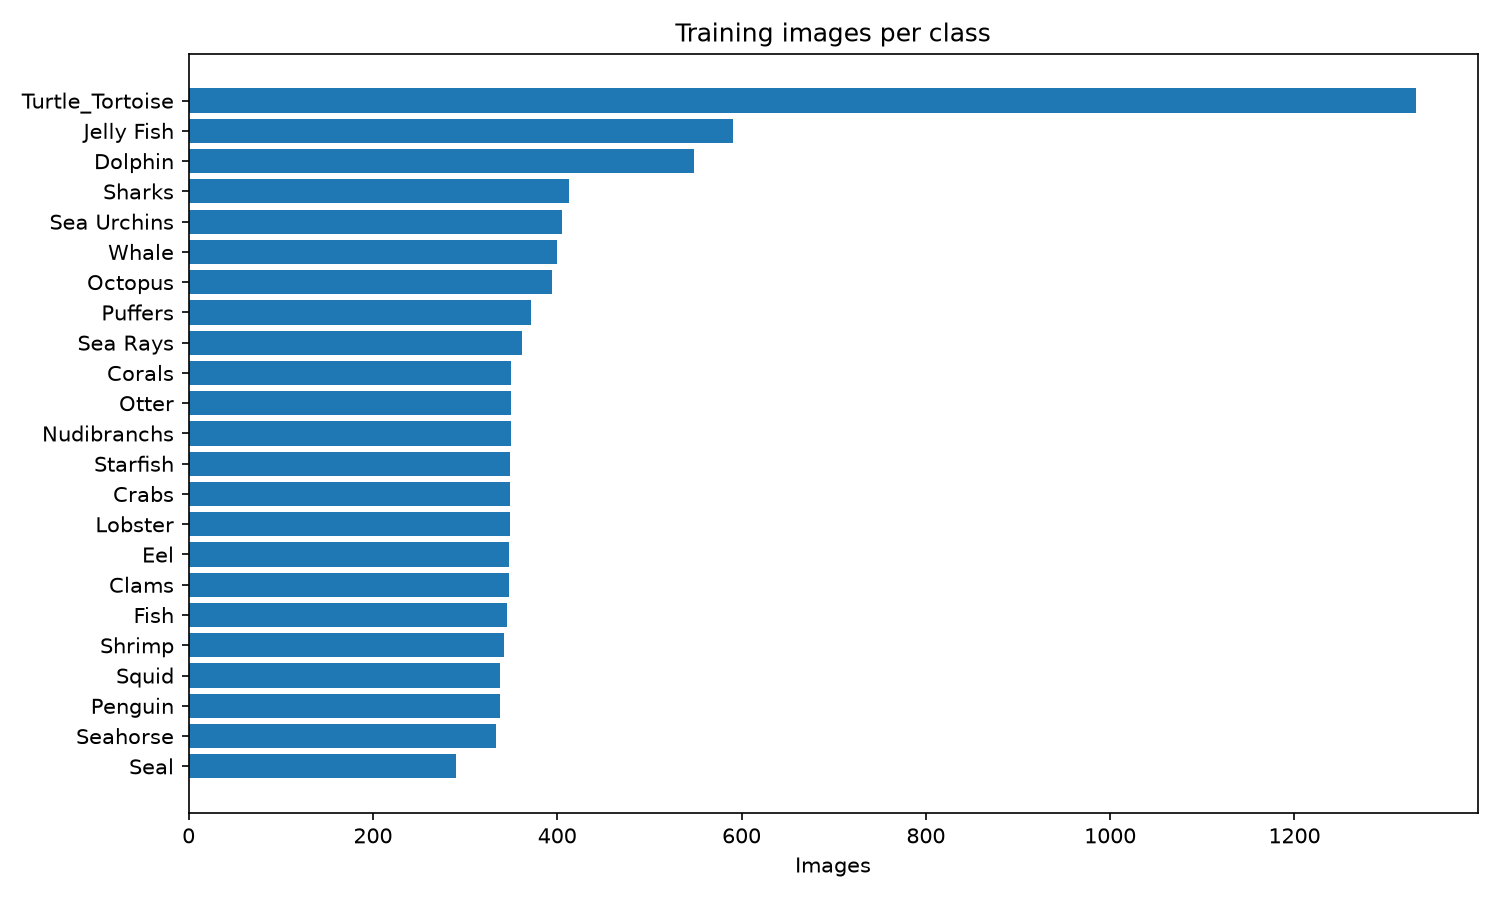 Training images per class
Turtle_Tortoise
Jelly Fish
Dolphin
Sharks
Sea Urchins
Whale
Octopus
Puffers
Sea Rays
Corals
Otter
Nudibranchs
Starfish
Crabs
Lobster
Eel
Clams
Fish
Shrimp
Squid
Penguin
Seahorse
Seal
0 200 400 600 800 1000 1200
Images